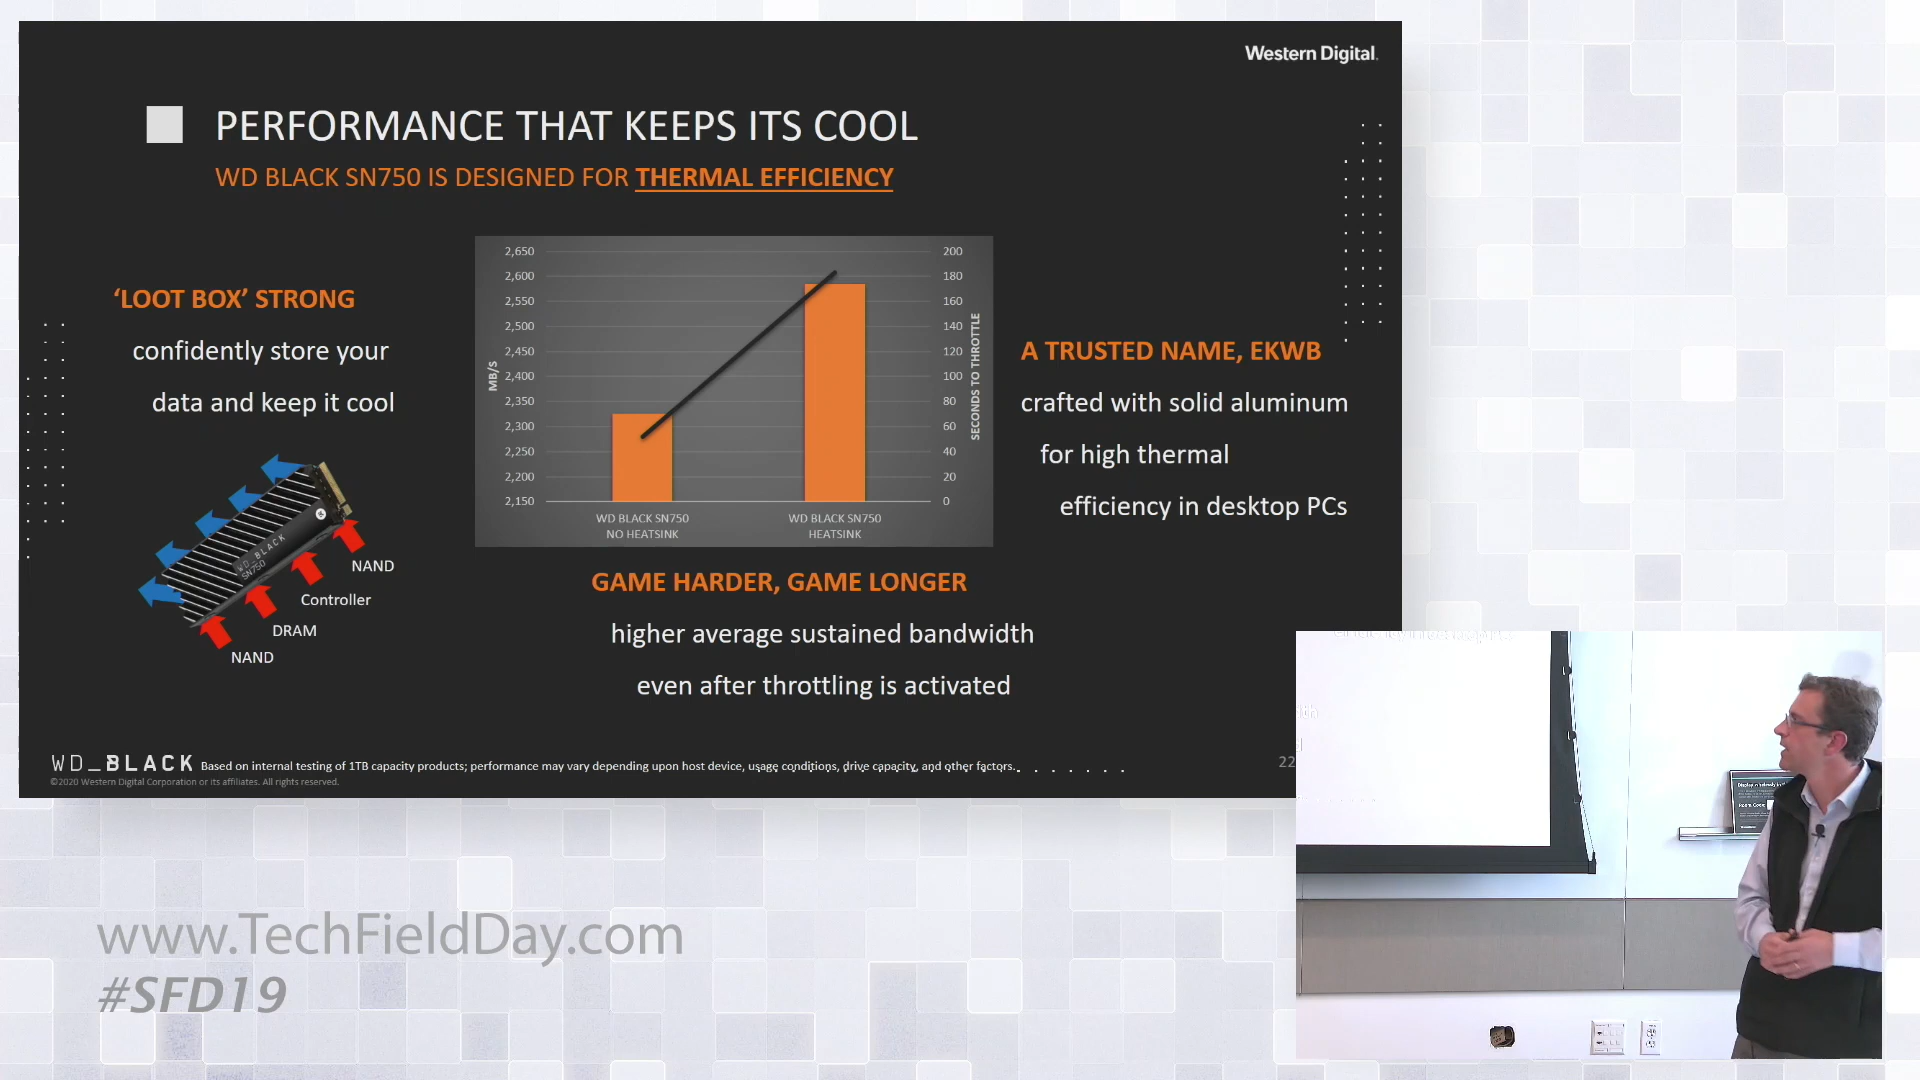 Western Digital.
PERFORMANCE THAT KEEPS ITS COOL
WD BLACK SN750 IS DESIGNED FOR THERMAL EFFICIENCY
‘LOOT BOX’ STRONG
confidently store your
data and keep it cool
WD_BLACK
SN750
NAND
Controller
DRAM
NAND
2,650
2,600
2,550
2,500
2,450
2,400
2,350
2,300
2,250
2,200
2,150
MB/S
200
180
160
140
120
100
80
60
40
20
0
SECONDS TO THROTTLE
WD BLACK SN750
NO HEATSINK
WD BLACK SN750
HEATSINK
A TRUSTED NAME, EKWB
crafted with solid aluminum
for high thermal
efficiency in desktop PCs
GAME HARDER, GAME LONGER
higher average sustained bandwidth
even after throttling is activated
WD_BLACK Based on internal testing of 1TB capacity products; performance may vary depending upon host device, usage conditions, drive capacity, and other factors.
©2020 Western Digital Corporation or its affiliates. All rights reserved.
22
www.TechFieldDay.com
#SFD19